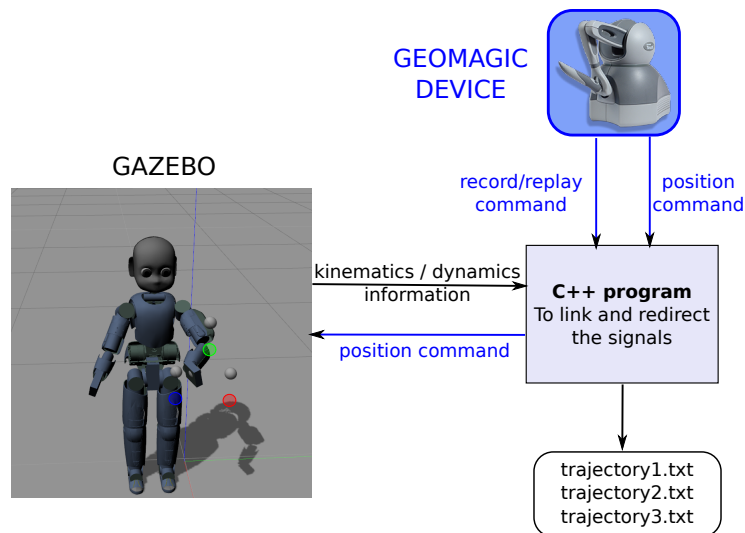 GEOMAGIC
DEVICE
GAZEBO
record/replay
command
position
command
kinematics / dynamics
information
C++ program
To link and redirect
the signals
position command
trajectory1.txt
trajectory2.txt
trajectory3.txt